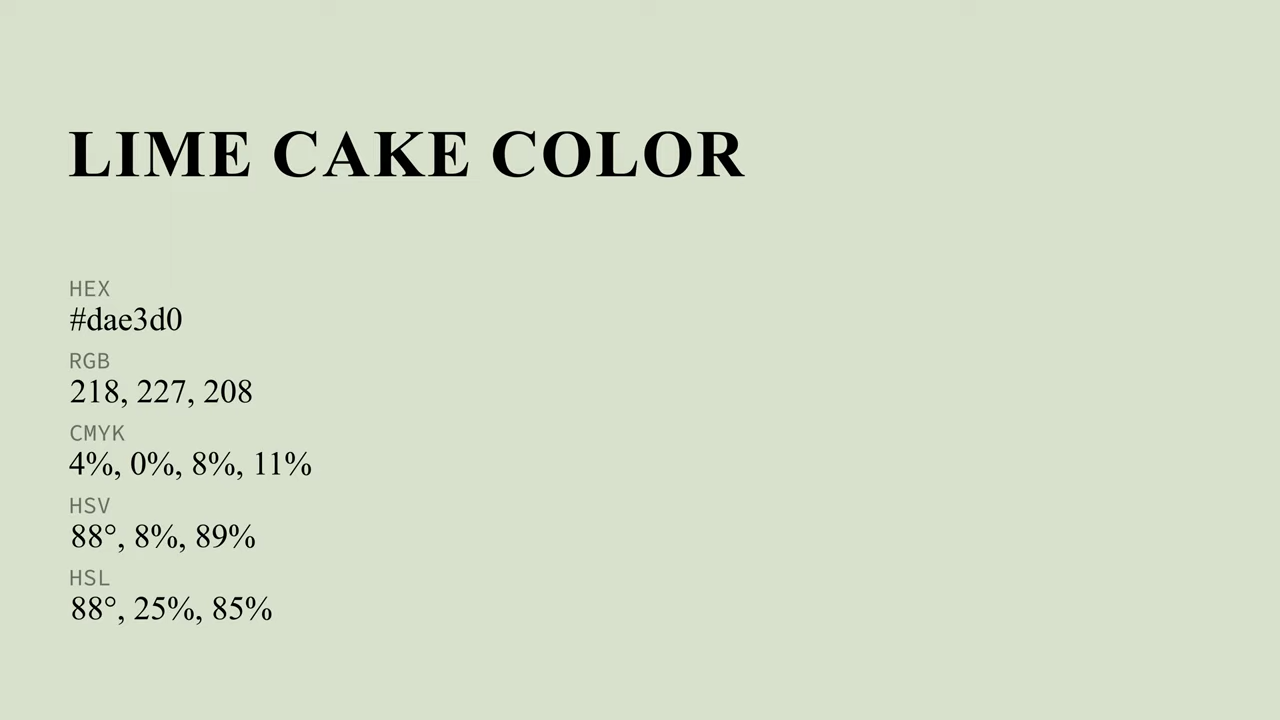 LIME CAKE COLOR
HEX
#dae3d0
RGB
218, 227, 208
CMYK
4%, 0%, 8%, 11%
HSV
88°, 8%, 89%
HSL
88°, 25%, 85%